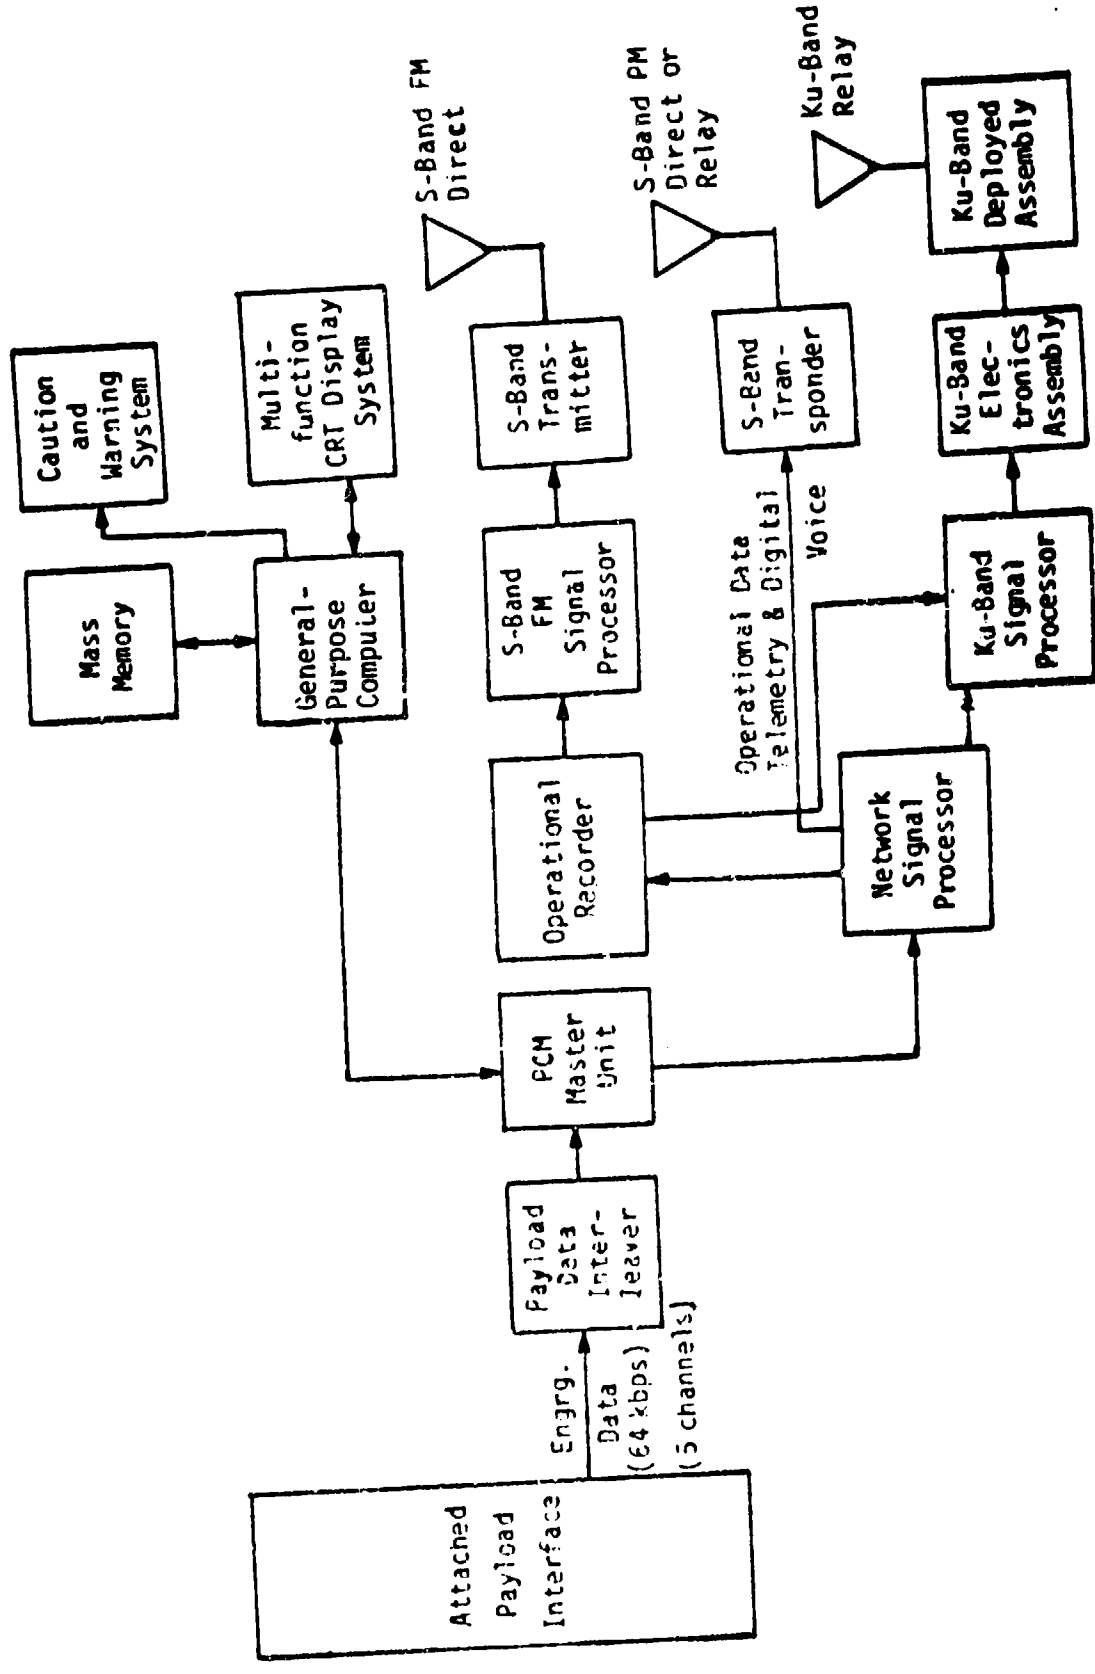 Attached
Payload
Interface
Engrg.
Data
(64 kbps)
(5 channels)
Payload
Data
Inter-
leaver
PCM
Master
Unit
Operational
Recorder
Network
Signal
Processor
General-
Purpose
Computer
Mass
Memory
Caution
and
Warning
System
Multi-
function
CRT Display
System
S-Band
FM
Signal
Processor
S-Band
Trans-
mitter
S-Band FM
Direct
Operational Data
Telemetry & Digital
Voice
S-Band
Tran-
sponder
S-Band PM
Direct or
Relay
Ku-Band
Signal
Processor
Ku-Band
Elec-
tronics
Assembly
Ku-Band
Deployed
Assembly
Ku-Band
Relay